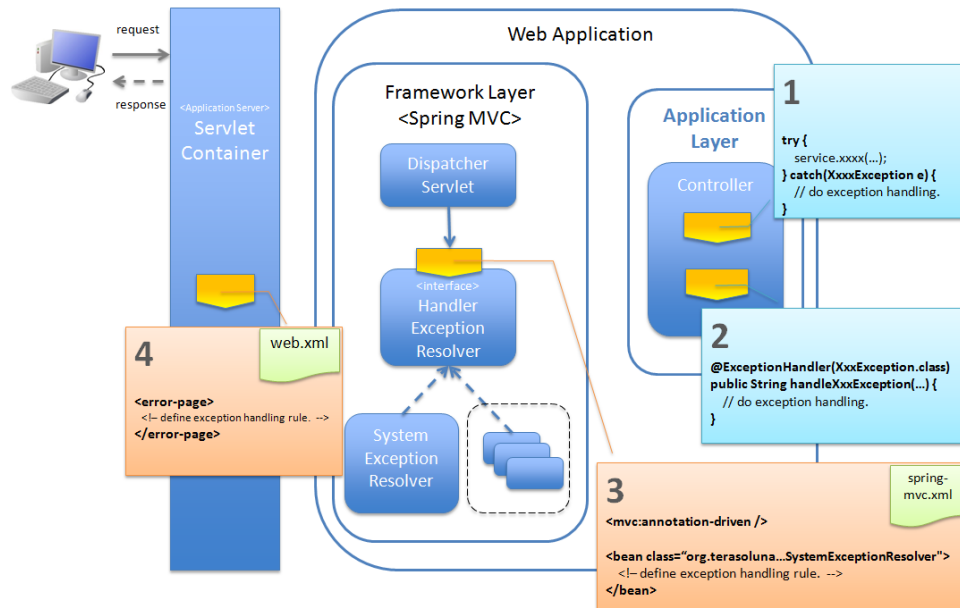 request
response
<Application Server>
Servlet
Container
Web Application
Framework Layer
<Spring MVC>
Dispatcher
Servlet
<interface>
Handler
Exception
Resolver
System
Exception
Resolver
Application
Layer
Controller
1
try {
service.xxxx(...);
} catch(XxxxException e) {
// do exception handling.
}
2
@ExceptionHandler(XxxException.class)
public String handleXxxException(...) {
// do exception handling.
}
3
spring-
mvc.xml
<mvc:annotation-driven />
<bean class=“org.terasoluna...SystemExceptionResolver">
<!– define exception handling rule. -->
</bean>
4
web.xml
<error-page>
<!– define exception handling rule. -->
</error-page>